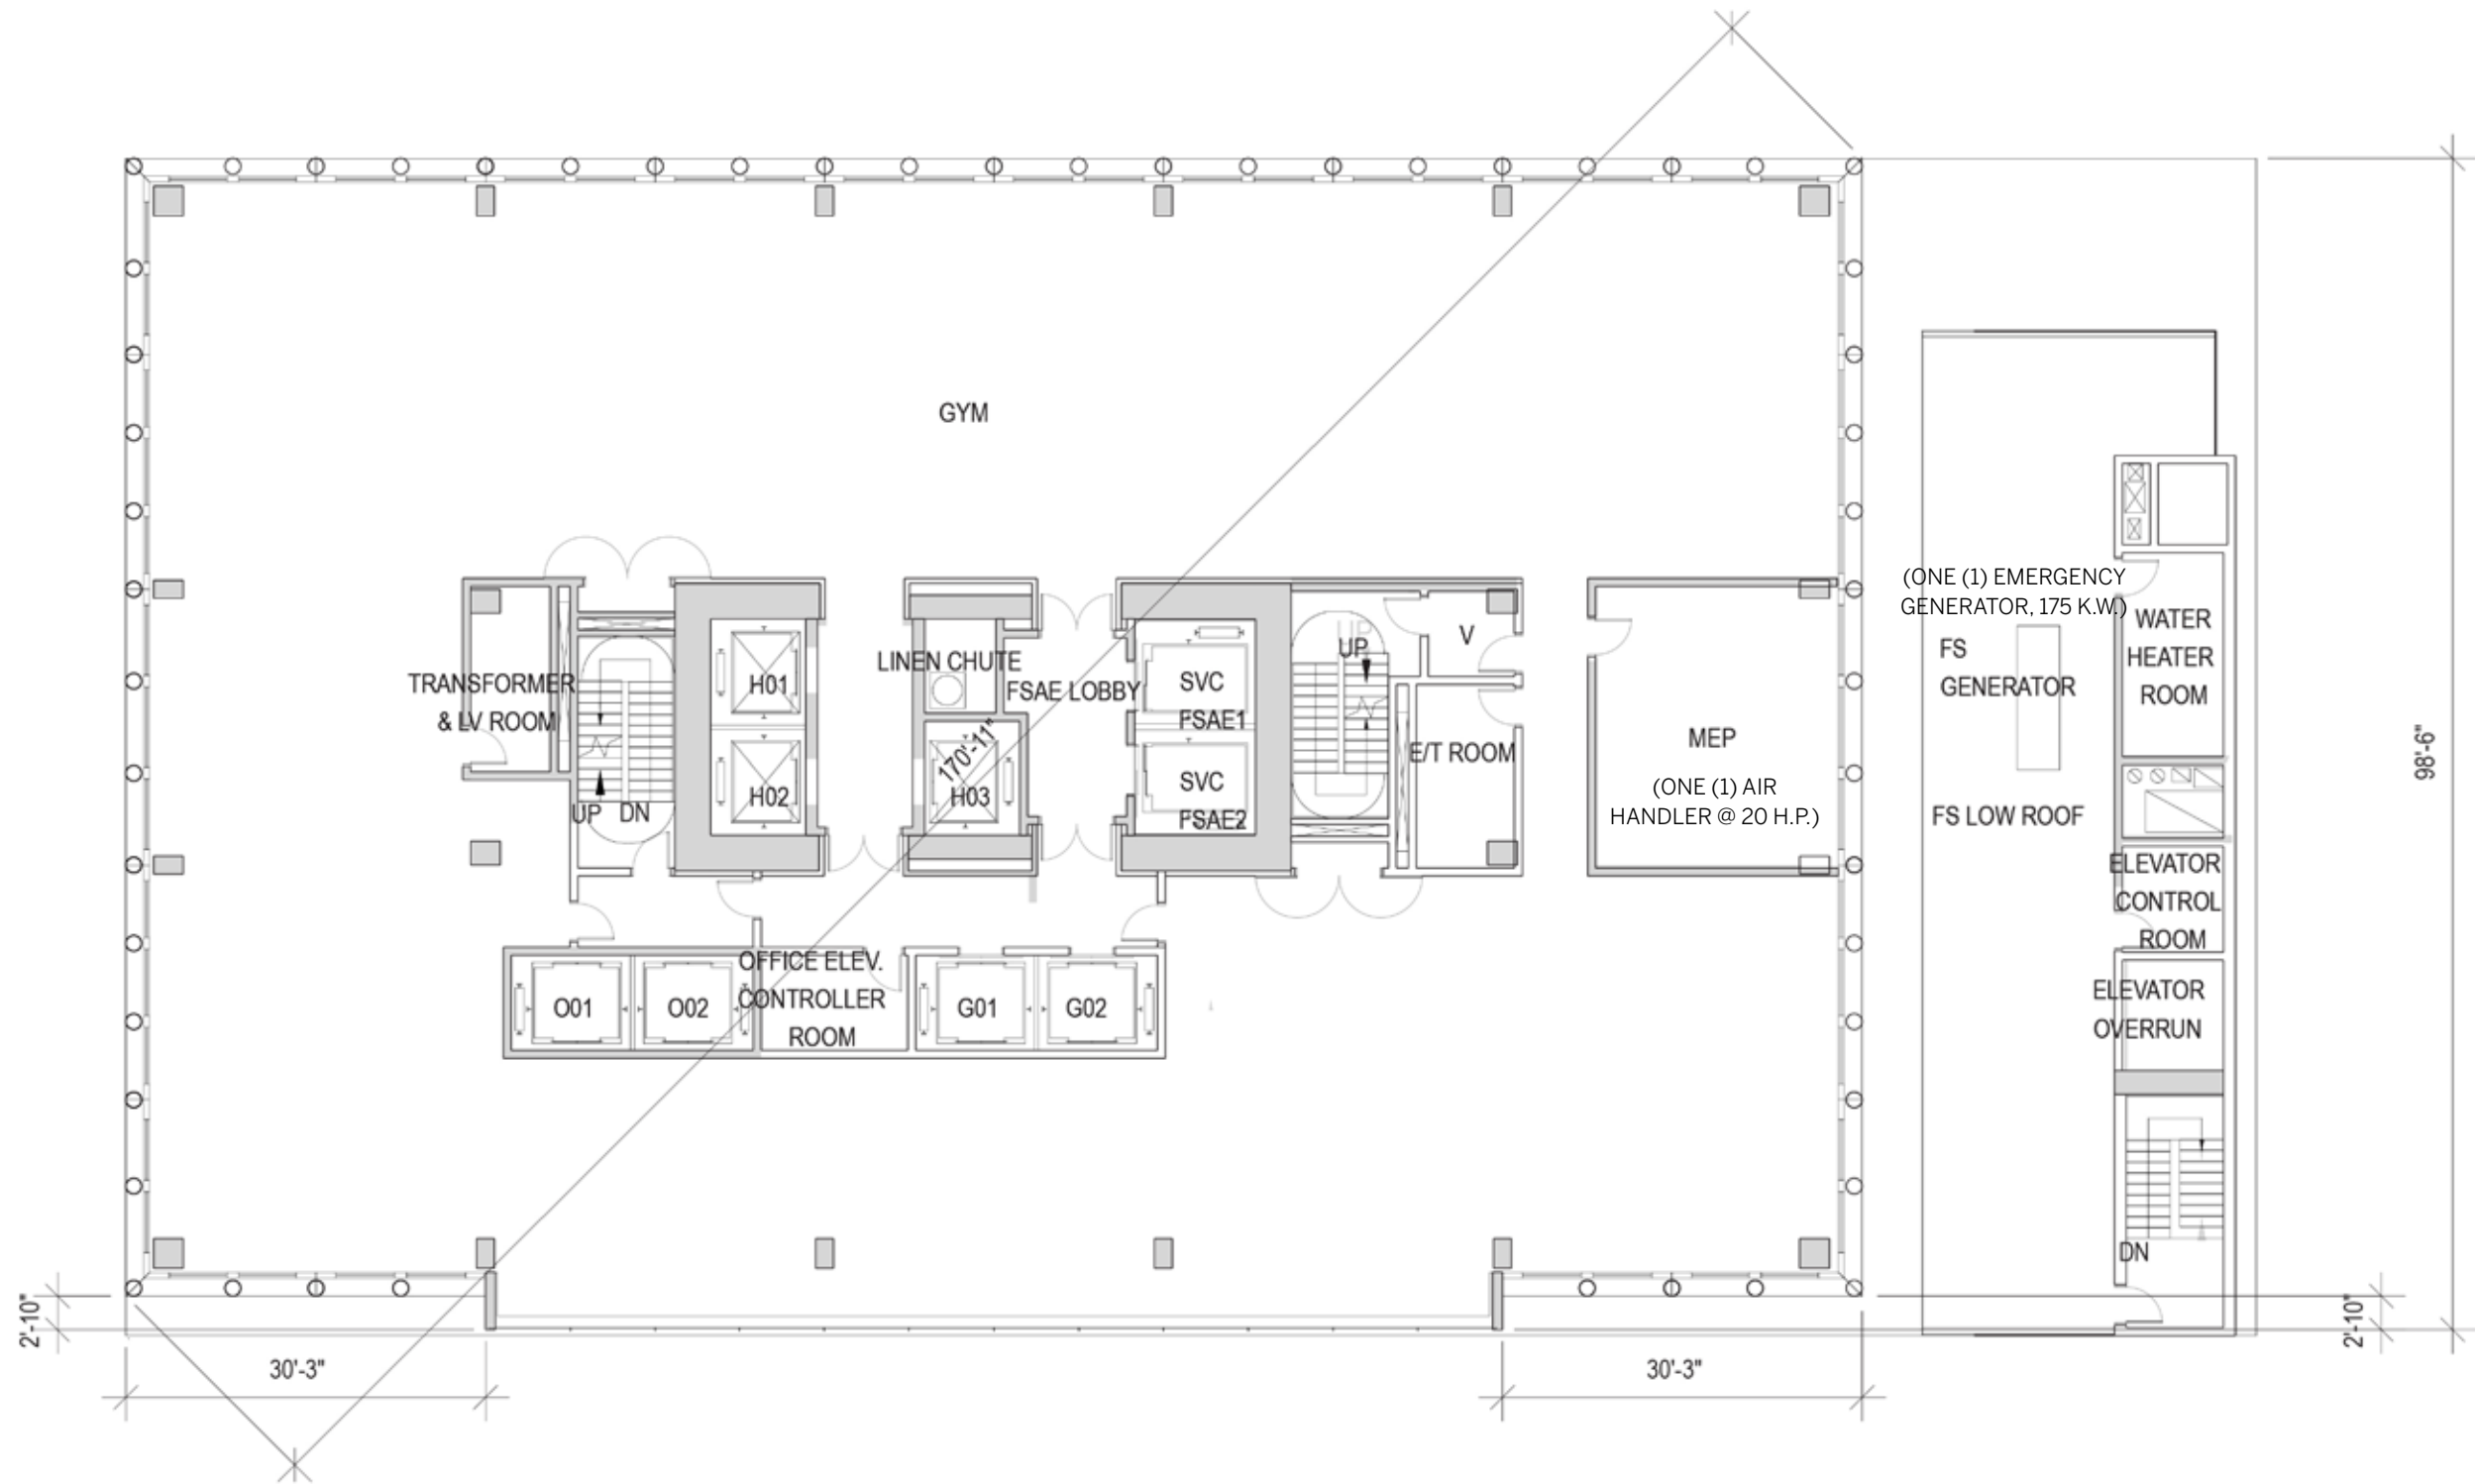 GYM
(ONE (1) EMERGENCY
GENERATOR, 175 K.W.)
FS
GENERATOR
WATER
HEATER
ROOM
TRANSFORMER
& LV ROOM
UP DN
H01
H02
LINEN CHUTE
FSAE LOBBY
170'-11"
H03
SVC
FSAE1
SVC
FSAE2
UP
UP
V
E/T ROOM
MEP
(ONE (1) AIR
HANDLER @ 20 H.P.)
FS LOW ROOF
98'-6"
ELEVATOR
CONTROL
ROOM
ELEVATOR
OVERRUN
O01
O02
OFFICE ELEV.
CONTROLLER
ROOM
G01
G02
DN
2'-10"
30'-3"
30'-3"
2'-10"